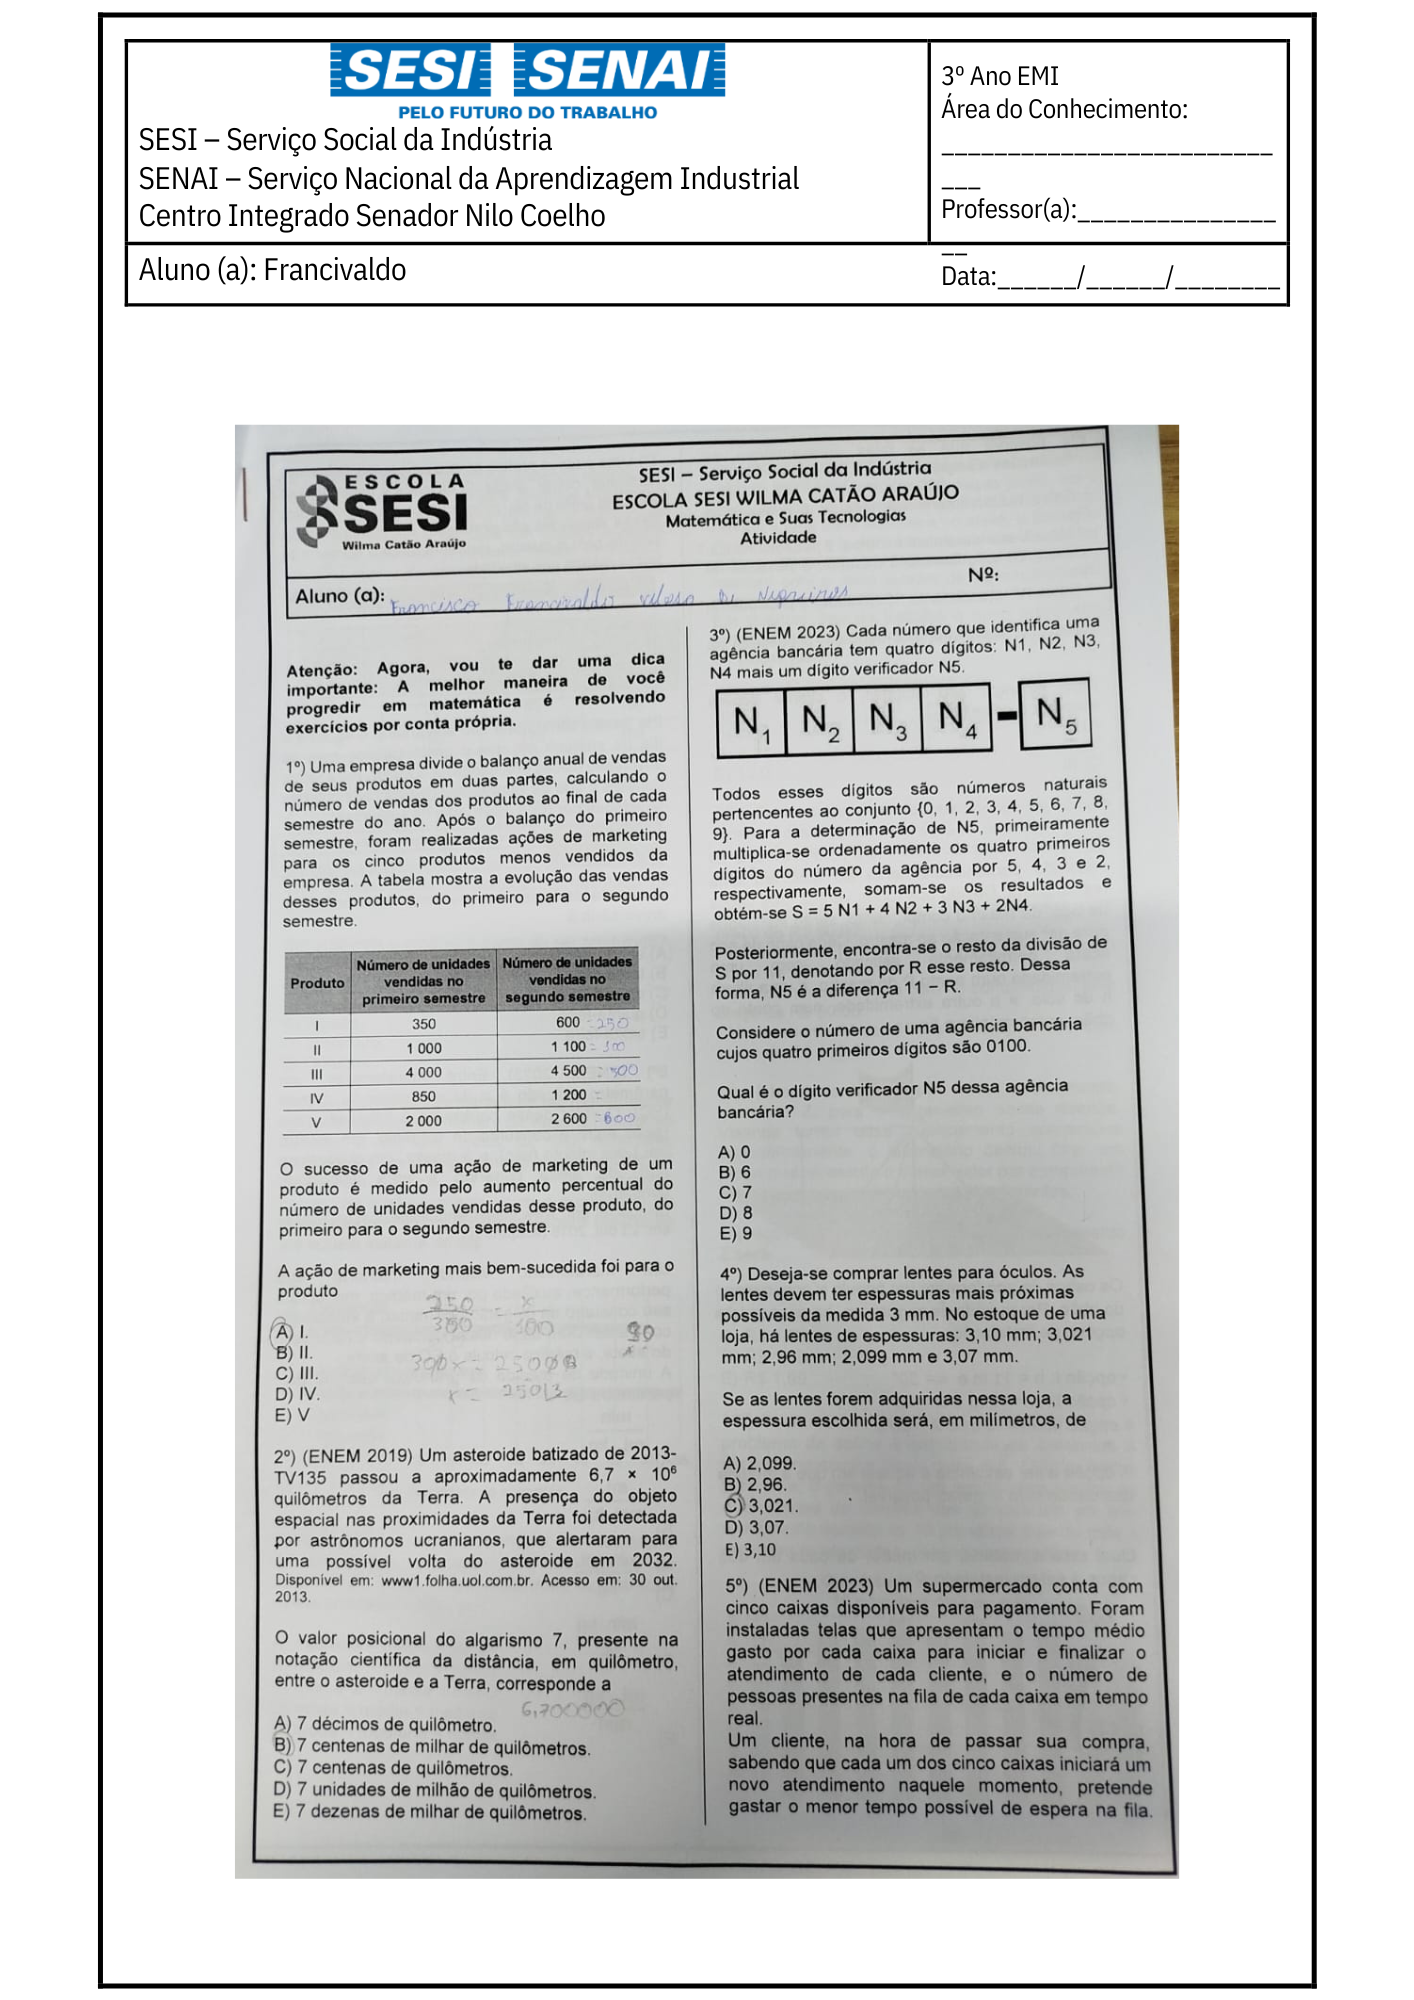 SESI SENAI
PELO FUTURO DO TRABALHO
SESI – Serviço Social da Indústria
SENAI – Serviço Nacional da Aprendizagem Industrial
Centro Integrado Senador Nilo Coelho
3º Ano EMI
Área do Conhecimento:
_________________________
___
Professor(a):_______________
__
Data:______/______/________
Aluno (a): Francivaldo
ESCOLA
SESI
Wilma Catão Araújo
SESI – Serviço Social da Indústria
ESCOLA SESI WILMA CATÃO ARAÚJO
Matemática e Suas Tecnologias
Atividade
Aluno (a): Francisco Francivaldo
Nº:
Atenção: Agora, vou te dar uma dica
importante: A melhor maneira de você
progredir em matemática é resolvendo
exercícios por conta própria.
1º) Uma empresa divide o balanço anual de vendas
de seus produtos em duas partes, calculando o
número de vendas dos produtos ao final de cada
semestre do ano. Após o balanço do primeiro
semestre, foram realizadas ações de marketing
para os cinco produtos menos vendidos da
empresa. A tabela mostra a evolução das vendas
desses produtos, do primeiro para o segundo
semestre.
Produto
Número de unidades
vendidas no
primeiro semestre
Número de unidades
vendidas no
segundo semestre
I 350 600 =250
II 1 000 1 100 = 100
III 4 000 4 500 = 500
IV 850 1 200 =
V 2 000 2 600 =600
O sucesso de uma ação de marketing de um
produto é medido pelo aumento percentual do
número de unidades vendidas desse produto, do
primeiro para o segundo semestre.
A ação de marketing mais bem-sucedida foi para o
produto
250 = x
350 100
A) I.
B) II.
C) III.
D) IV.
E) V
2º) (ENEM 2019) Um asteroide batizado de 2013-
TV135 passou a aproximadamente 6,7 × 10⁶
quilômetros da Terra. A presença do objeto
espacial nas proximidades da Terra foi detectada
por astrônomos ucranianos, que alertaram para
uma possível volta do asteroide em 2032.
Disponível em: www1.folha.uol.com.br. Acesso em: 30 out.
2013.
O valor posicional do algarismo 7, presente na
notação científica da distância, em quilômetro,
entre o asteroide e a Terra, corresponde a
6,700000
A) 7 décimos de quilômetro.
B) 7 centenas de milhar de quilômetros.
C) 7 centenas de quilômetros.
D) 7 unidades de milhão de quilômetros.
E) 7 dezenas de milhar de quilômetros.
3º) (ENEM 2023) Cada número que identifica uma
agência bancária tem quatro dígitos: N1, N2, N3,
N4 mais um dígito verificador N5.
N₁ N₂ N₃ N₄ - N₅
Todos esses dígitos são números naturais
pertencentes ao conjunto {0, 1, 2, 3, 4, 5, 6, 7, 8,
9}. Para a determinação de N5, primeiramente
multiplica-se ordenadamente os quatro primeiros
dígitos do número da agência por 5, 4, 3 e 2,
respectivamente, somam-se os resultados e
obtém-se S = 5 N1 + 4 N2 + 3 N3 + 2N4.
Posteriormente, encontra-se o resto da divisão de
S por 11, denotando por R esse resto. Dessa
forma, N5 é a diferença 11 − R.
Considere o número de uma agência bancária
cujos quatro primeiros dígitos são 0100.
Qual é o dígito verificador N5 dessa agência
bancária?
A) 0
B) 6
C) 7
D) 8
E) 9
4º) Deseja-se comprar lentes para óculos. As
lentes devem ter espessuras mais próximas
possíveis da medida 3 mm. No estoque de uma
loja, há lentes de espessuras: 3,10 mm; 3,021
mm; 2,96 mm; 2,099 mm e 3,07 mm.
Se as lentes forem adquiridas nessa loja, a
espessura escolhida será, em milímetros, de
A) 2,099.
B) 2,96.
C) 3,021.
D) 3,07.
E) 3,10
5º) (ENEM 2023) Um supermercado conta com
cinco caixas disponíveis para pagamento. Foram
instaladas telas que apresentam o tempo médio
gasto por cada caixa para iniciar e finalizar o
atendimento de cada cliente, e o número de
pessoas presentes na fila de cada caixa em tempo
real.
Um cliente, na hora de passar sua compra,
sabendo que cada um dos cinco caixas iniciará um
novo atendimento naquele momento, pretende
gastar o menor tempo possível de espera na fila.